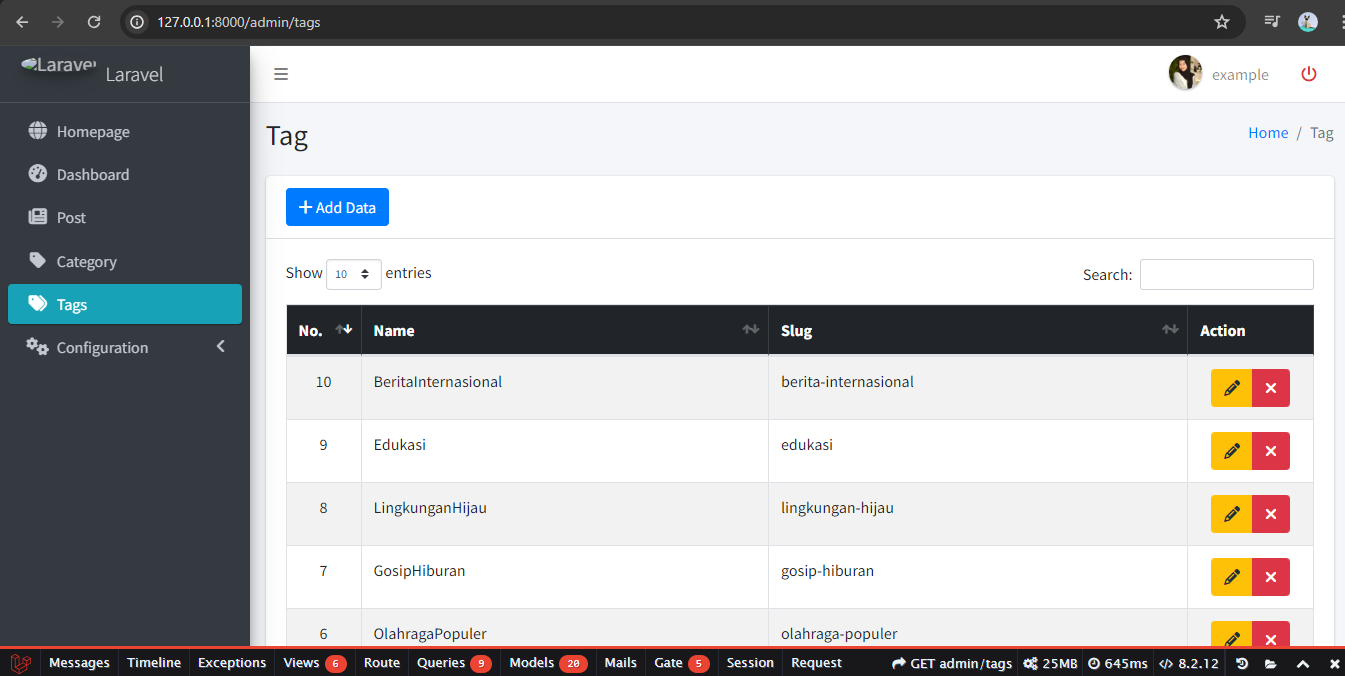 127.0.0.1:8000/admin/tags
Laravel Laravel
example
Homepage
Dashboard
Post
Category
Tags
Configuration
Tag
Home / Tag
Add Data
Show 10 entries
Search:
No. Name Slug Action
10 BeritaInternasional berita-internasional
9 Edukasi edukasi
8 LingkunganHijau lingkungan-hijau
7 GosipHiburan gosip-hiburan
6 OlahragaPopuler olahraga-populer
Messages Timeline Exceptions Views 6 Route Queries 9 Models 20 Mails Gate 5 Session Request GET admin/tags 25MB 645ms 8.2.12